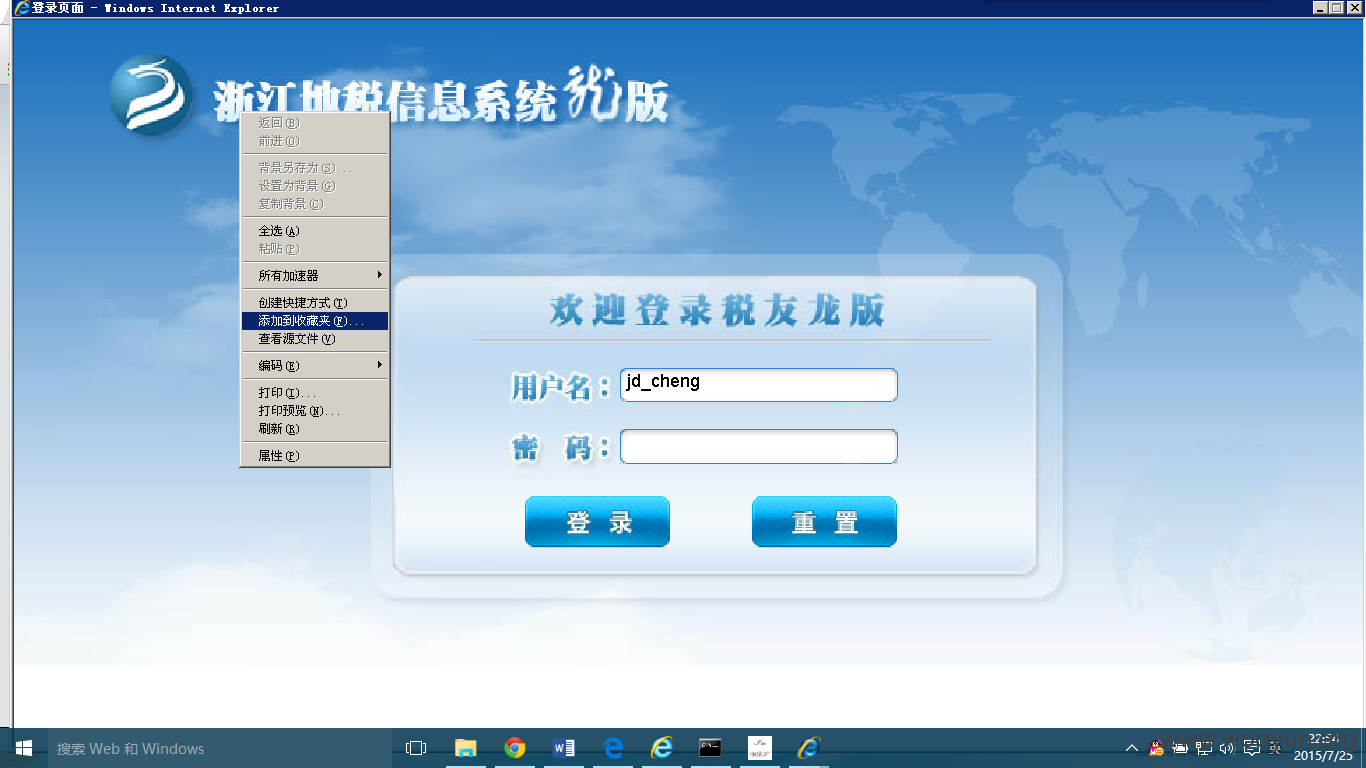 登录页面 - Windows Internet Explorer
浙江地税信息系统龙版
返回(B)
前进(O)
背景另存为(S)...
设置为背景(G)
复制背景(C)
全选(A)
粘贴(P)
所有加速器
创建快捷方式(T)
添加到收藏夹(F)...
查看源文件(V)
编码(E)
打印(I)...
打印预览(N)...
刷新(R)
属性(P)
欢迎登录税友龙版
用户名：jd_cheng
密 码：
登 录 重 置
搜索 Web 和 Windows
英
22:54
2015/7/25